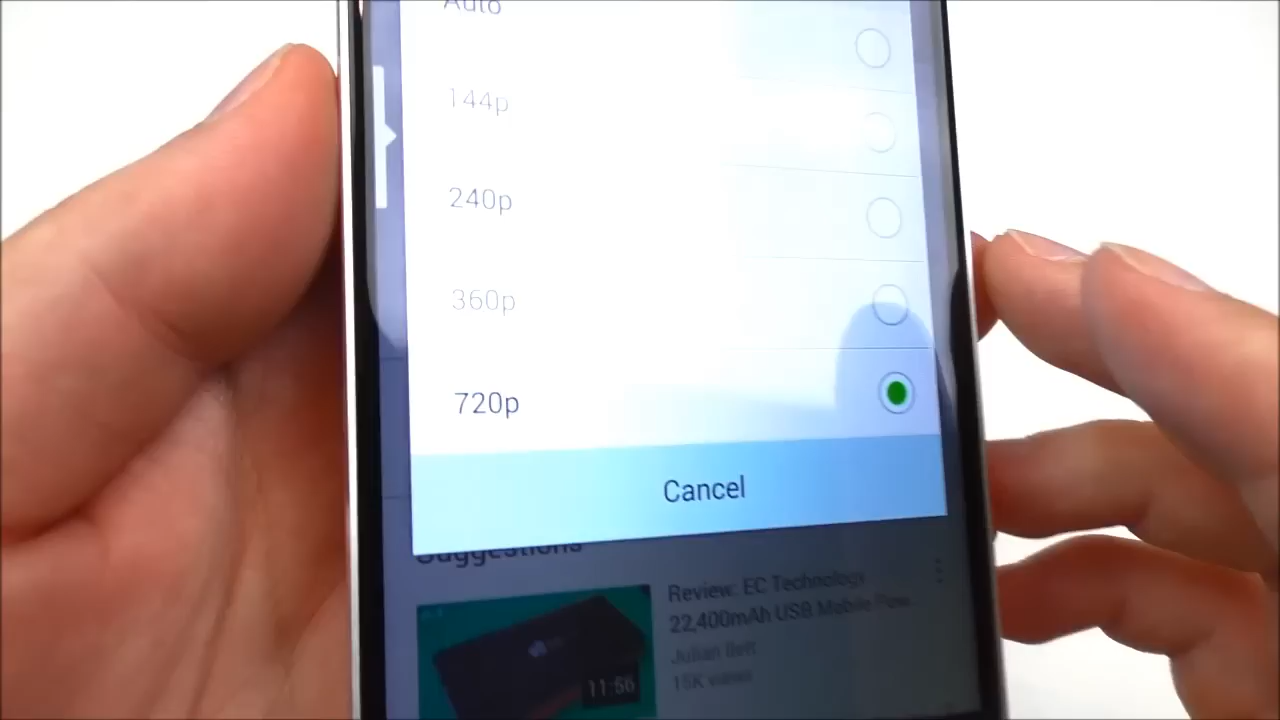 Auto
144p
240p
360p
720p
Cancel
Suggestions
Review: EC Technology
22,400mAh USB Mobile Pow...
Julian Bett
15K views
11:56